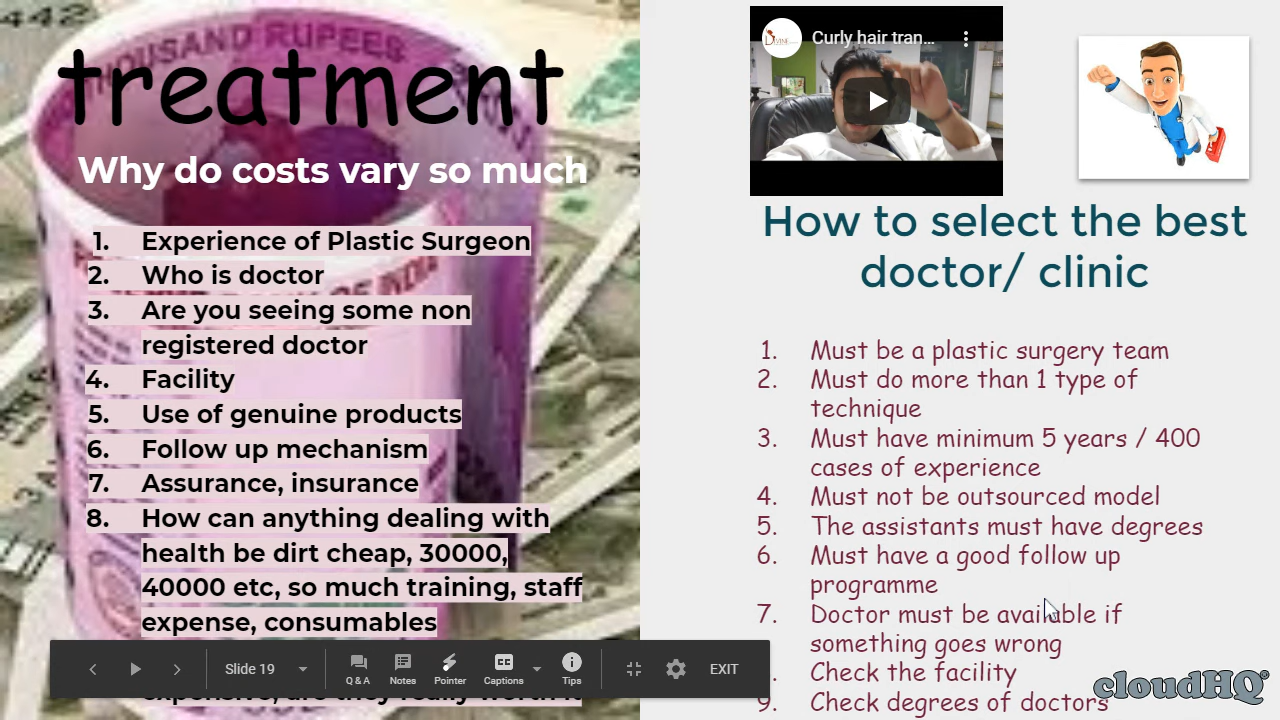 442
THOUSAND RUPEES
treatment
Why do costs vary so much
1. Experience of Plastic Surgeon
2. Who is doctor
3. Are you seeing some non
registered doctor
4. Facility
5. Use of genuine products
6. Follow up mechanism
7. Assurance, insurance
8. How can anything dealing with
health be dirt cheap, 30000,
40000 etc, so much training, staff
expense, consumables
Slide 19
Q & A
Notes
Pointer
Captions
Tips
EXIT
DIVINE
Curly hair tran...
How to select the best
doctor/ clinic
1. Must be a plastic surgery team
2. Must do more than 1 type of
technique
3. Must have minimum 5 years / 400
cases of experience
4. Must not be outsourced model
5. The assistants must have degrees
6. Must have a good follow up
programme
7. Doctor must be available if
something goes wrong
. Check the facility
9. Check degrees of doctors
cloudHQ